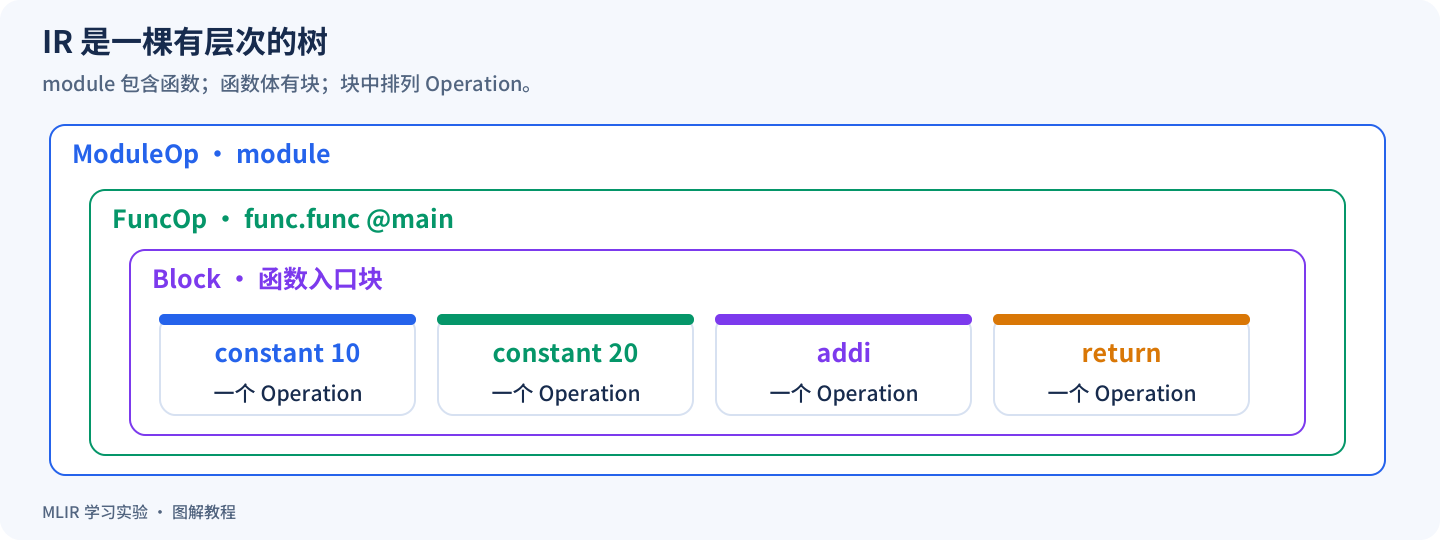 IR 是一棵有层次的树
module 包含函数；函数体有块；块中排列 Operation。
ModuleOp · module
FuncOp · func.func @main
Block · 函数入口块
constant 10
一个 Operation
constant 20
一个 Operation
addi
一个 Operation
return
一个 Operation
MLIR 学习实验 · 图解教程